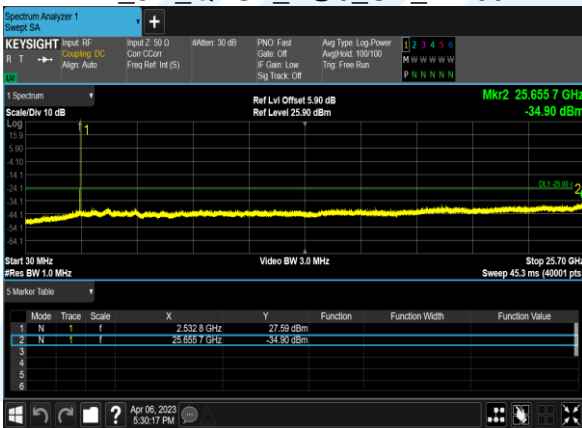 Spectrum Analyzer 1
Swept SA
+
KEYSIGHT Input: RF Input Z: 50 Ω #Atten: 30 dB PNO: Fast Avg Type: Log-Power 1 2 3 4 5 6
R T Coupling: DC Corr CCorr Gate: Off Avg|Hold: 100/100 M W W W W W
Align: Auto Freq Ref: Int (S) IF Gain: Low Trig: Free Run
LW Sig Track: Off P N N N N N
1 Spectrum Ref Lvl Offset 5.90 dB Mkr2 25.655 7 GHz
Scale/Div 10 dB Ref Level 25.90 dBm -34.90 dBm
Log
15.9
5.90
-4.10
-14.1
-24.1
-34.1
-44.1
-54.1
-64.1
1
DL1 -25.00
2
Start 30 MHz Video BW 3.0 MHz Stop 25.70 GHz
#Res BW 1.0 MHz Sweep 45.3 ms (40001 pts
5 Marker Table
Mode Trace Scale X Y Function Function Width Function Value
1 N 1 f 2.532 8 GHz 27.59 dBm
2 N 1 f 25.655 7 GHz -34.90 dBm
3
4
5
6
? Apr 06, 2023
5:30:17 PM